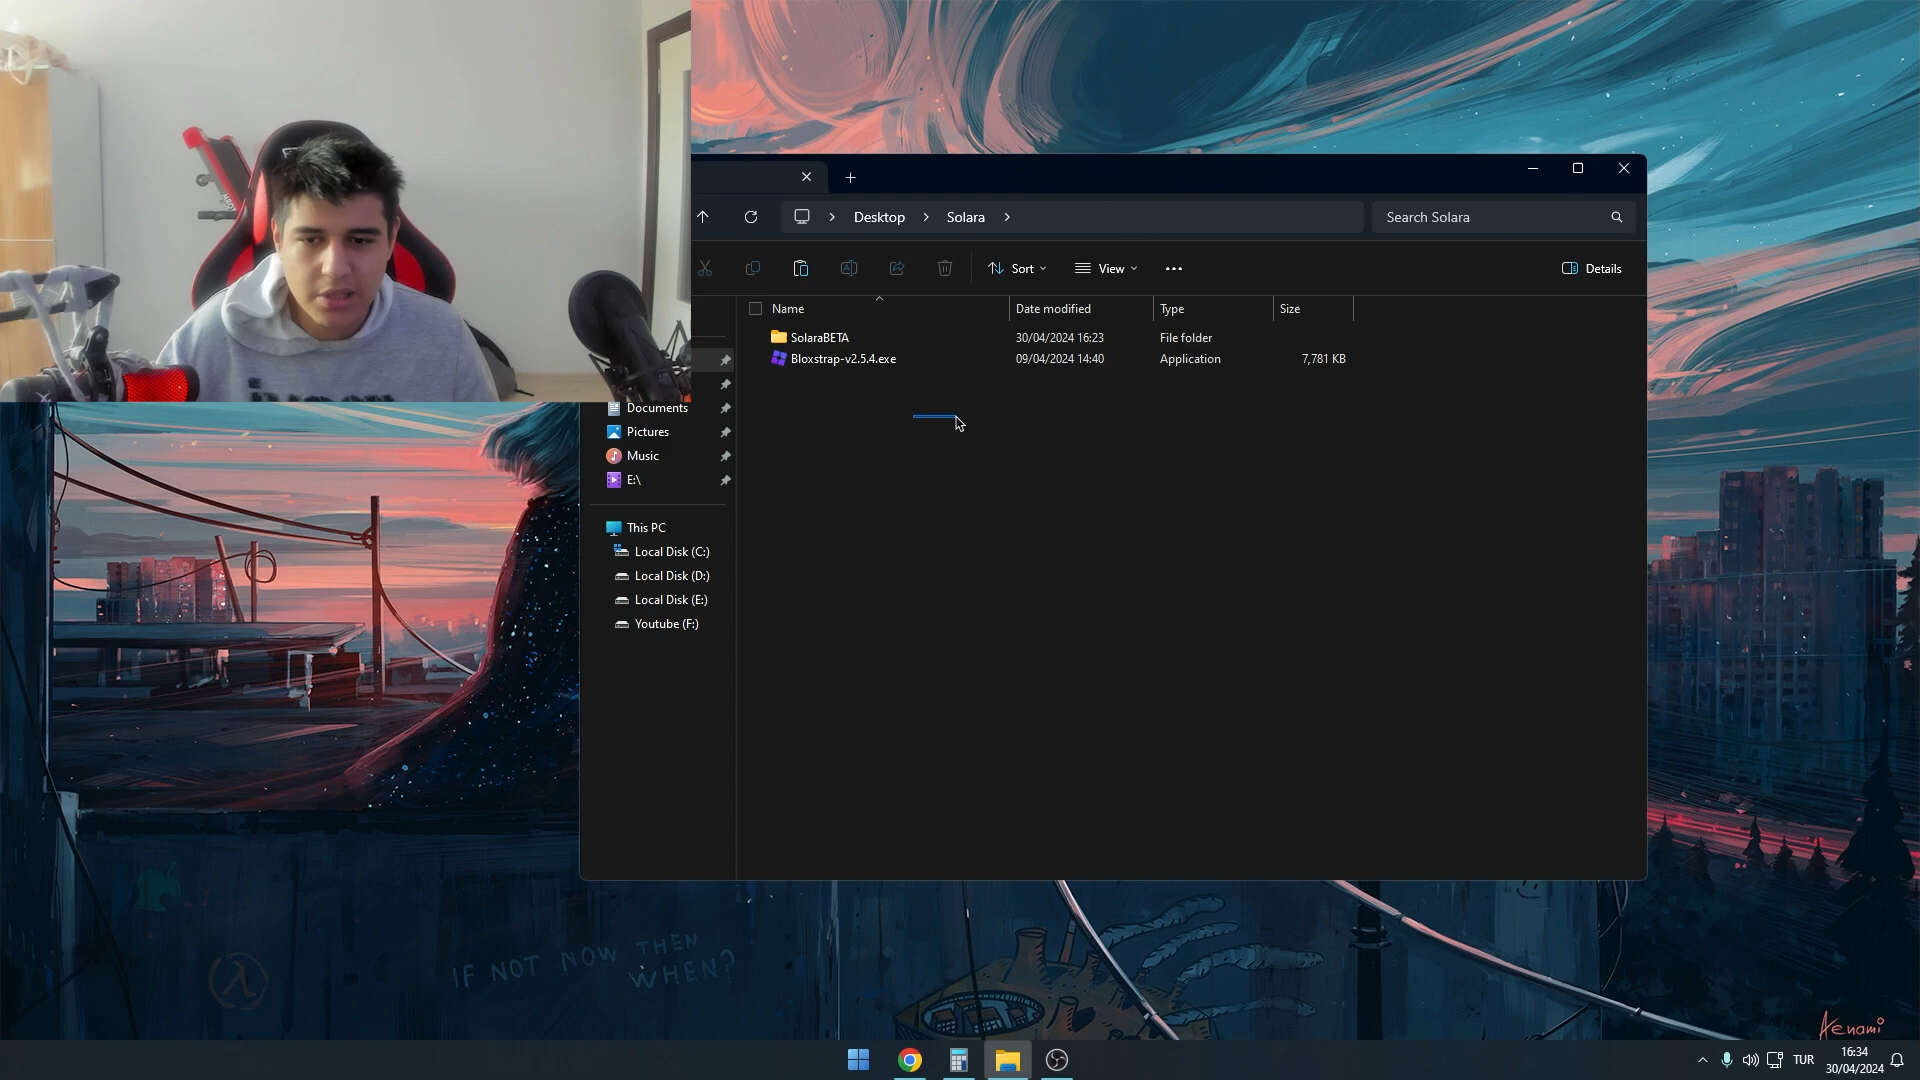 Desktop
Solara
Search Solara
Sort
View
Details
Name
Date modified
Type
Size
SolaraBETA
30/04/2024 16:23
File folder
Bloxstrap-v2.5.4.exe
09/04/2024 14:40
Application
7,781 KB
Documents
Pictures
Music
E:\
This PC
Local Disk (C:)
Local Disk (D:)
Local Disk (E:)
Youtube (F:)
IF NOT NOW THEN
WHEN?
Aenami
TUR
16:34
30/04/2024